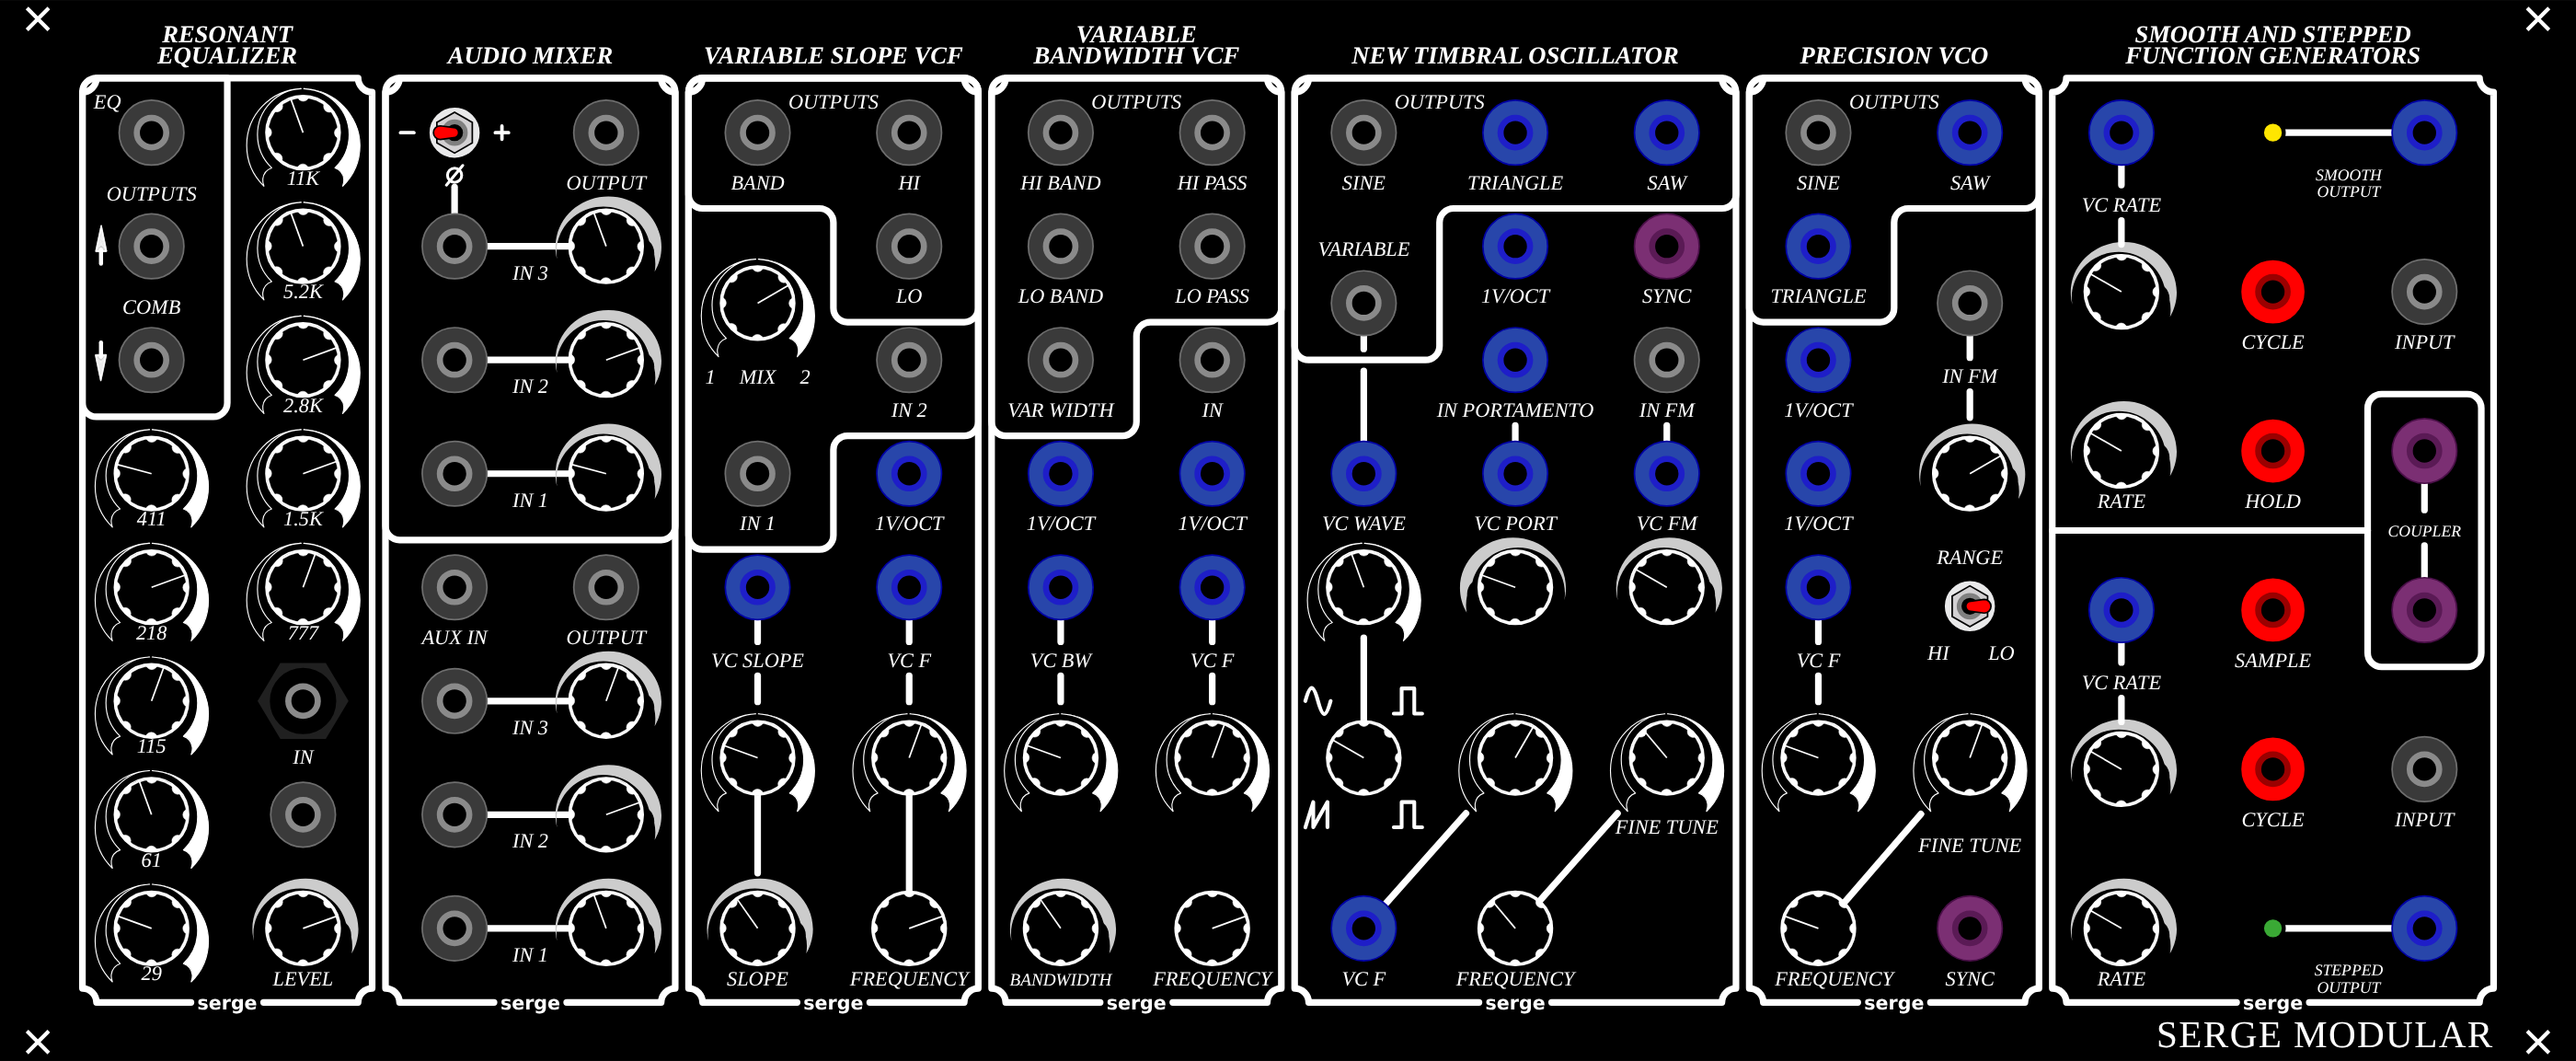 RESONANT
EQUALIZER
EQ
OUTPUTS
COMB
11K
5.2K
2.8K
411
1.5K
218
777
115
IN
61
29
LEVEL
serge
AUDIO MIXER
− +
Ø
OUTPUT
IN 3
IN 2
IN 1
AUX IN
OUTPUT
IN 3
IN 2
IN 1
serge
VARIABLE SLOPE VCF
OUTPUTS
BAND
HI
LO
1 MIX 2
IN 2
IN 1
1V/OCT
VC SLOPE
VC F
SLOPE
FREQUENCY
serge
VARIABLE
BANDWIDTH VCF
OUTPUTS
HI BAND
HI PASS
LO BAND
LO PASS
VAR WIDTH
IN
1V/OCT
1V/OCT
VC BW
VC F
BANDWIDTH
FREQUENCY
serge
NEW TIMBRAL OSCILLATOR
OUTPUTS
SINE
TRIANGLE
SAW
VARIABLE
1V/OCT
SYNC
IN PORTAMENTO
IN FM
VC WAVE
VC PORT
VC FM
FINE TUNE
VC F
FREQUENCY
serge
PRECISION VCO
OUTPUTS
SINE
SAW
TRIANGLE
IN FM
1V/OCT
1V/OCT
RANGE
HI LO
VC F
FINE TUNE
FREQUENCY
SYNC
serge
SMOOTH AND STEPPED
FUNCTION GENERATORS
SMOOTH
OUTPUT
VC RATE
CYCLE
INPUT
RATE
HOLD
COUPLER
VC RATE
SAMPLE
CYCLE
INPUT
RATE
STEPPED
OUTPUT
serge
SERGE MODULAR